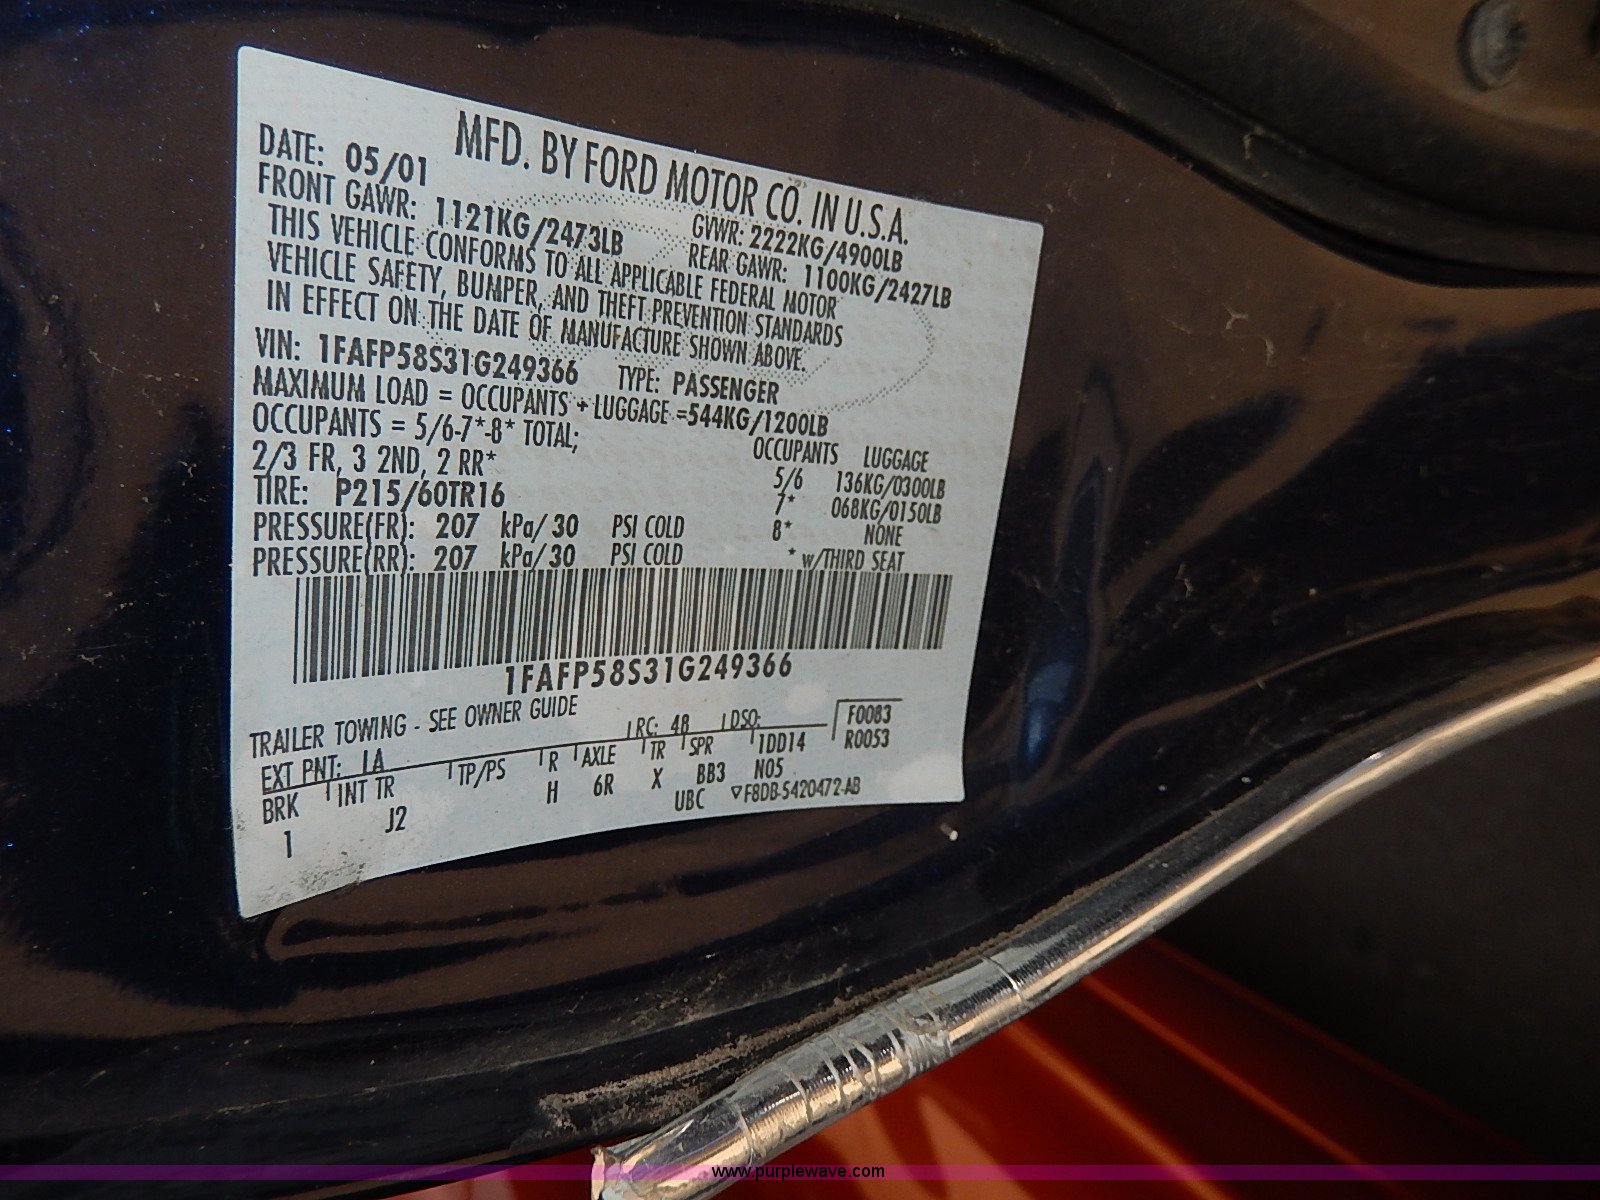 MFD. BY FORD MOTOR CO. IN U.S.A.
DATE: 05/01 GVWR: 2222KG/4900LB
FRONT GAWR: 1121KG/2473LB REAR GAWR: 1100KG/2427LB
THIS VEHICLE CONFORMS TO ALL APPLICABLE FEDERAL MOTOR
VEHICLE SAFETY, BUMPER, AND THEFT PREVENTION STANDARDS
IN EFFECT ON THE DATE OF MANUFACTURE SHOWN ABOVE.
VIN: 1FAFP58S31G249366 TYPE: PASSENGER
MAXIMUM LOAD = OCCUPANTS + LUGGAGE =544KG/1200LB
OCCUPANTS = 5/6-7*-8* TOTAL; OCCUPANTS LUGGAGE
2/3 FR, 3 2ND, 2 RR* 5/6 136KG/0300LB
TIRE: P215/60TR16 7* 068KG/0150LB
PRESSURE(FR): 207 kPa/ 30 PSI COLD 8* NONE
PRESSURE(RR): 207 kPa/ 30 PSI COLD * w/THIRD SEAT
1FAFP58S31G249366
TRAILER TOWING - SEE OWNER GUIDE
EXT PNT: LA RC: 48 DSO: F0083
R0053
BRK INT TR TP/PS R AXLE TR SPR 1DD14
1 J2 H 6R X BB3 N05
UBC ▽F8DB-5420472-AB
www.purplewave.com